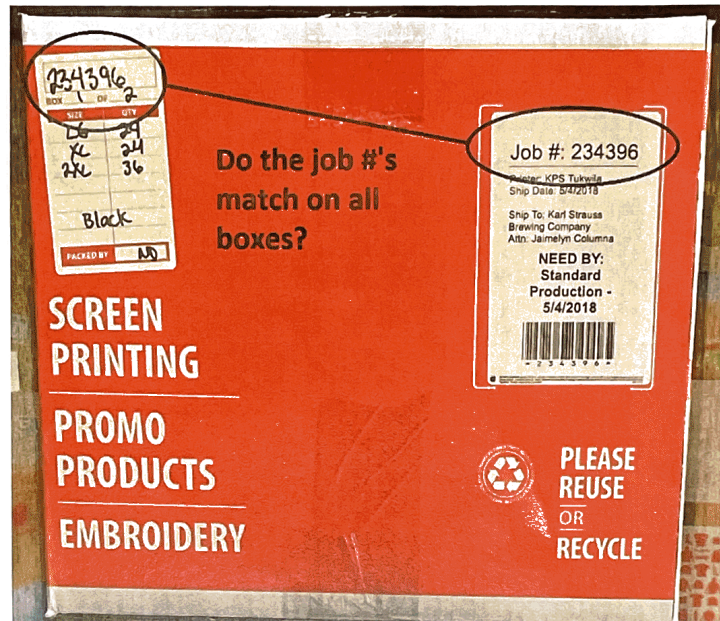 234396
BOX 1 OF 2
SIZE QTY
LG 24
XL 24
2XL 36
Black
PACKED BY ND
Do the job #'s
match on all
boxes?
Job #: 234396
Printer: KPS Tukwila
Ship Date: 5/4/2018
Ship To: Karl Strauss
Brewing Company
Attn: Jaimelyn Columna
NEED BY:
Standard
Production -
5/4/2018
*234396*
SCREEN
PRINTING
PROMO
PRODUCTS
EMBROIDERY
PLEASE
REUSE
OR
RECYCLE